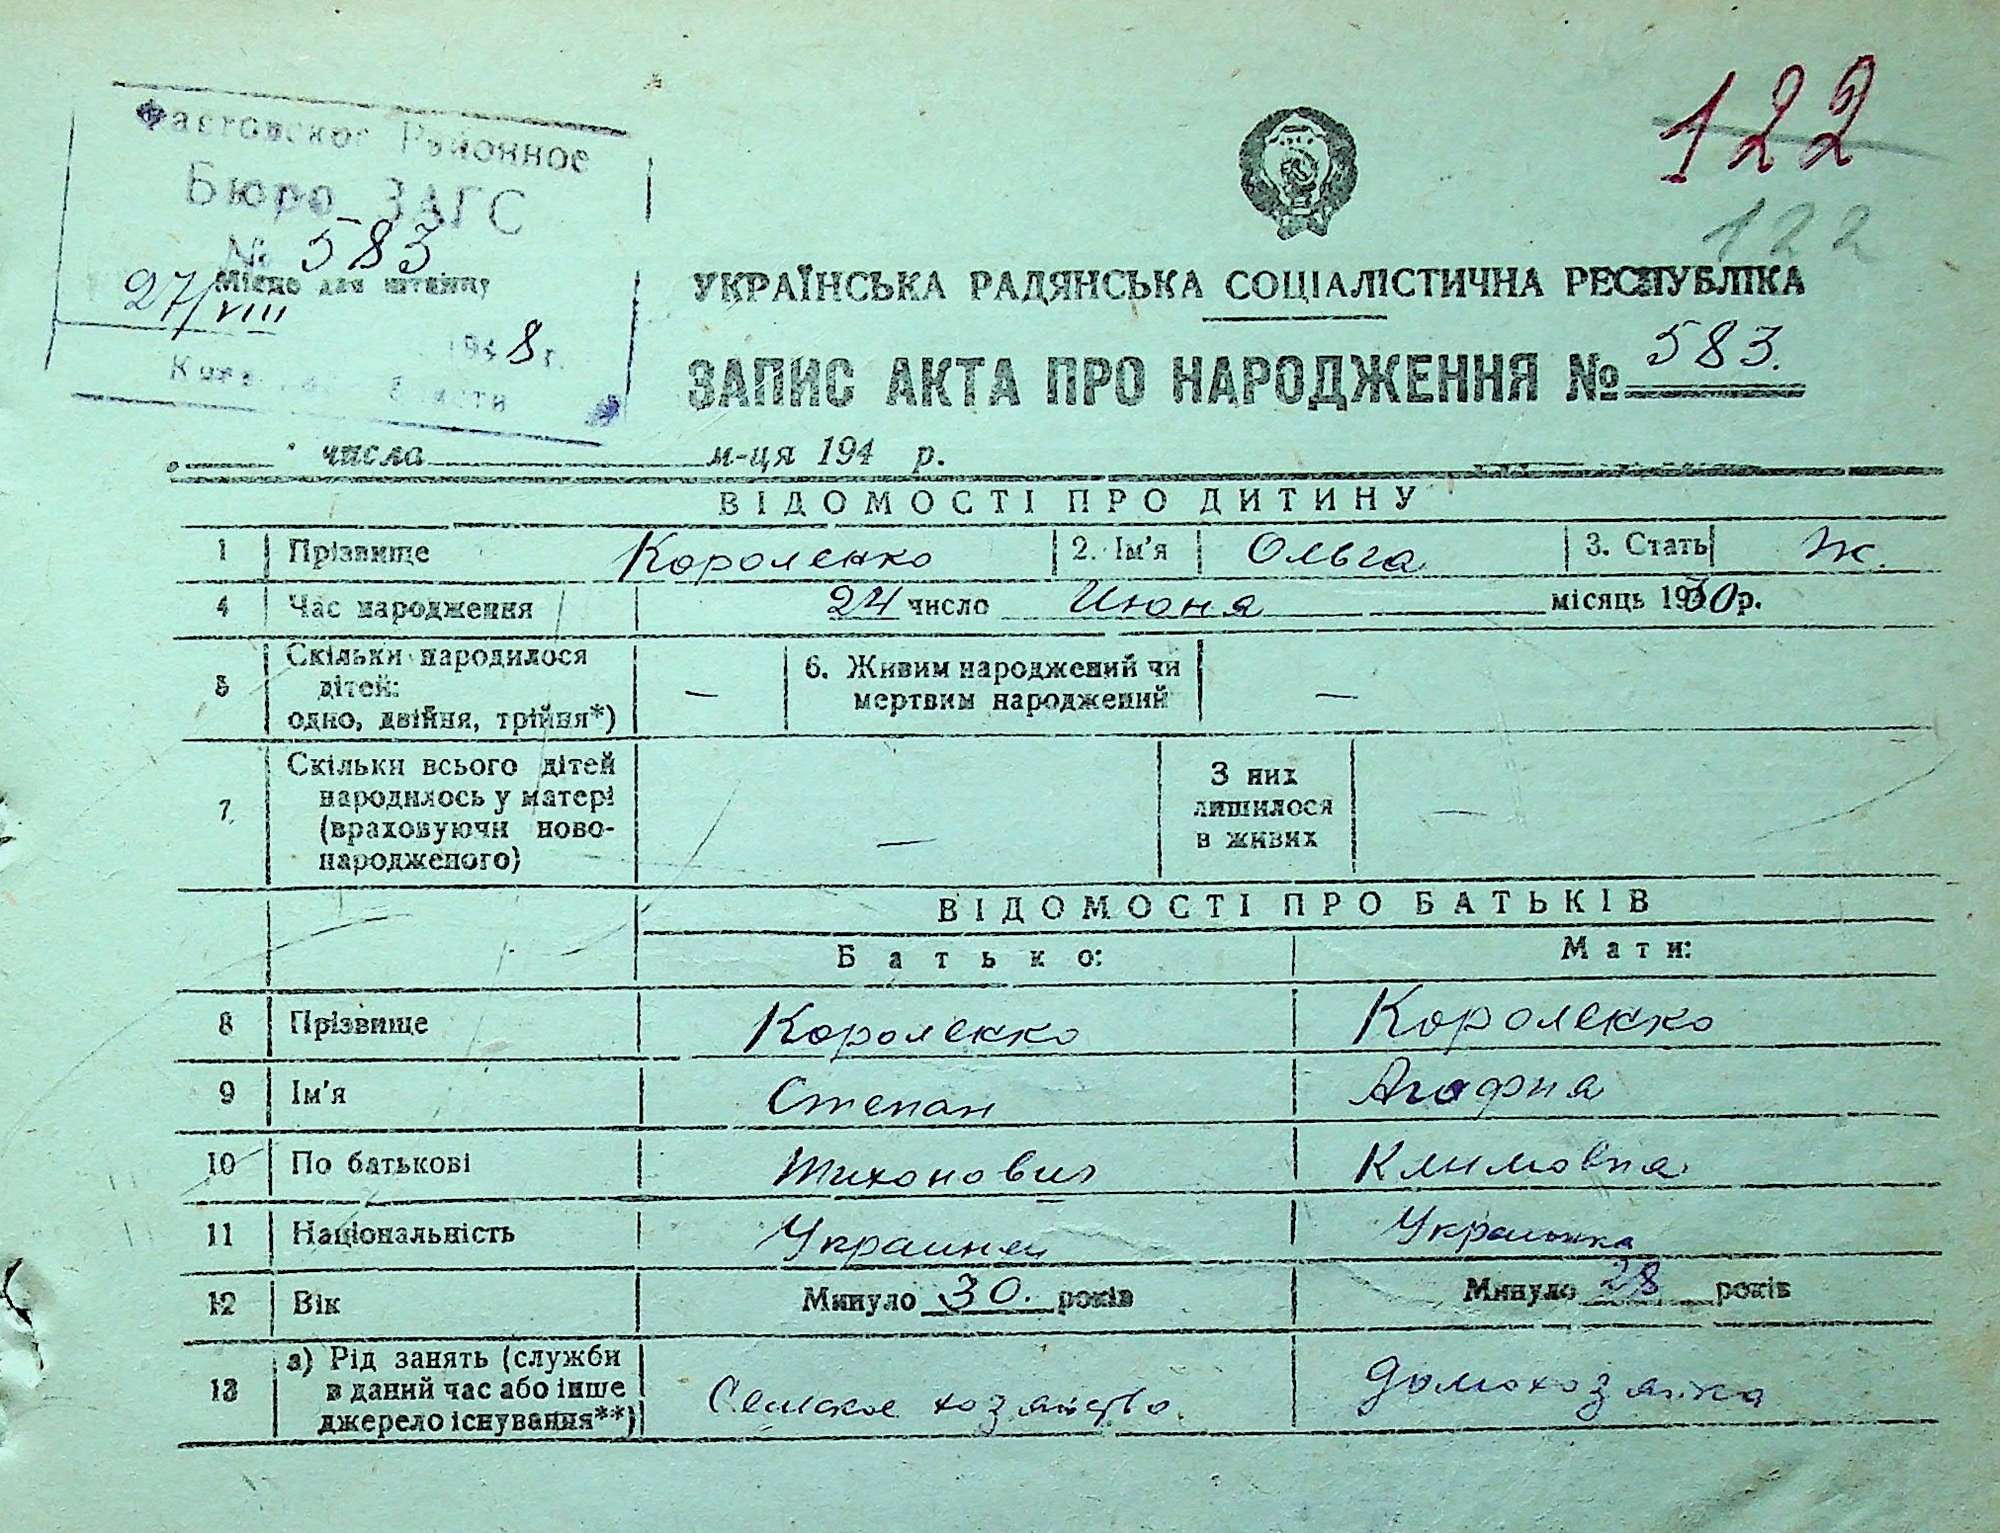 122
122
Фастовское Районное
Бюро ЗАГС
№ 583
Місце для штампу
27/VIII
1948 г.
УКРАЇНСЬКА РАДЯНСЬКА СОЦІАЛІСТИЧНА РЕСПУБЛІКА
ЗАПИС АКТА ПРО НАРОДЖЕННЯ № 583.
числа м-ця 194 р.
ВІДОМОСТІ ПРО ДИТИНУ
1 Прізвище Короленко 2. Ім'я Ольга 3. Стать Ж.
4 Час народження 24 число Июня місяць 1930 р.
5 Скільки народилося дітей: одно, двійня, трійня*) — 6. Живим народжений чи мертвим народжений —
7. Скільки всього дітей народилось у матері (враховуючи новонародженого) — З них лишилося в живих —
ВІДОМОСТІ ПРО БАТЬКІВ
Батько: Мати:
8 Прізвище Короленко Короленко
9 Ім'я Степан Агафия
10 По батькові Тихонович Климовна
11 Національність Украинец Украинка
12 Вік Минуло 30. років Минуло 28 років
13 а) Рід занять (служби в даний час або інше джерело існування**) Сельское хозяйство Домохозяйка